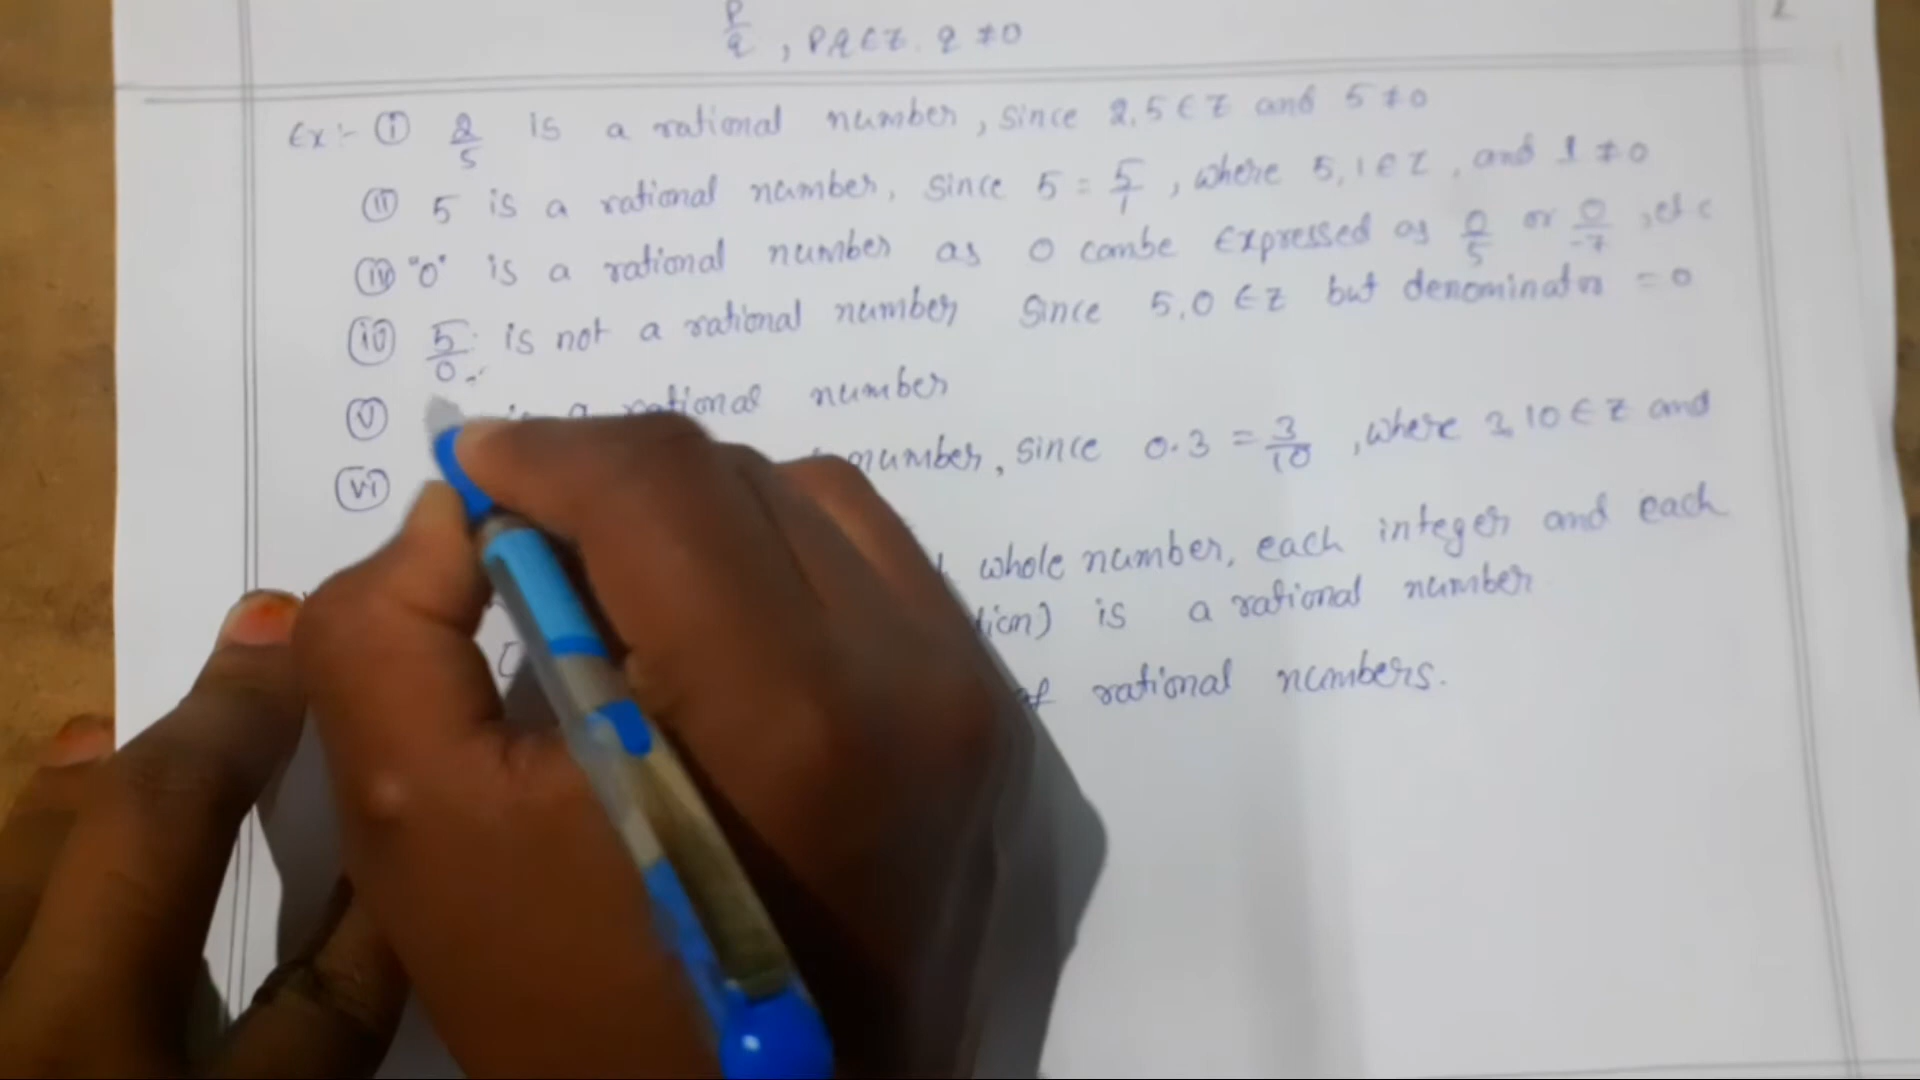 P/q , P,q ∈ Z. q ≠ 0
Ex :- (i) 2/5 is a rational number, since 2,5 ∈ Z and 5 ≠ 0
(ii) 5 is a rational number, since 5 = 5/1, where 5,1 ∈ Z, and 1 ≠ 0
"0" is a rational number as 0 canbe expressed as 0/5 or 0/-7, etc
5/0 is not a rational number since 5,0 ∈ Z but denominator = 0
(v) is a rational number
(vi) number, since 0.3 = 3/10, where 3,10 ∈ Z and
whole number, each integer and each
is a rational number
of rational numbers.